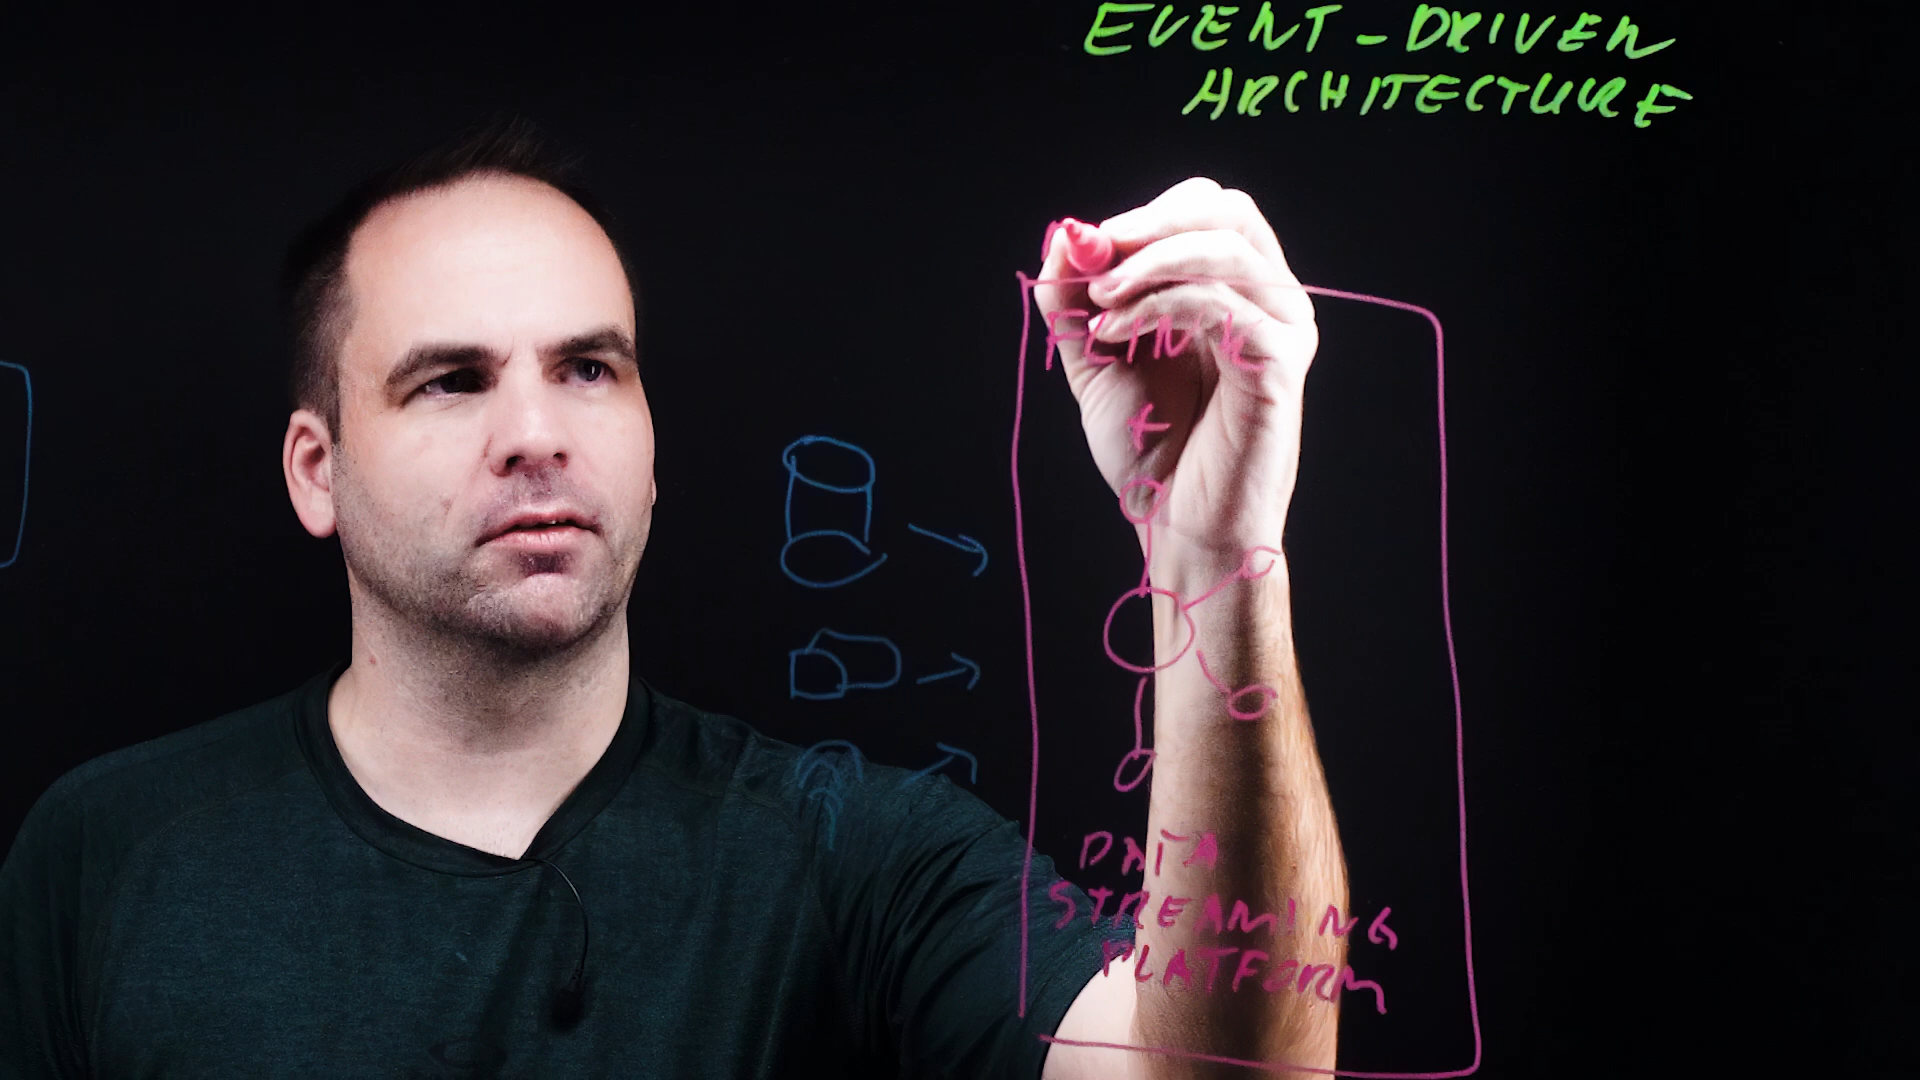 EVENT-DRIVEN
ARCHITECTURE
FLINK
+
DATA
STREAMING
PLATFORM